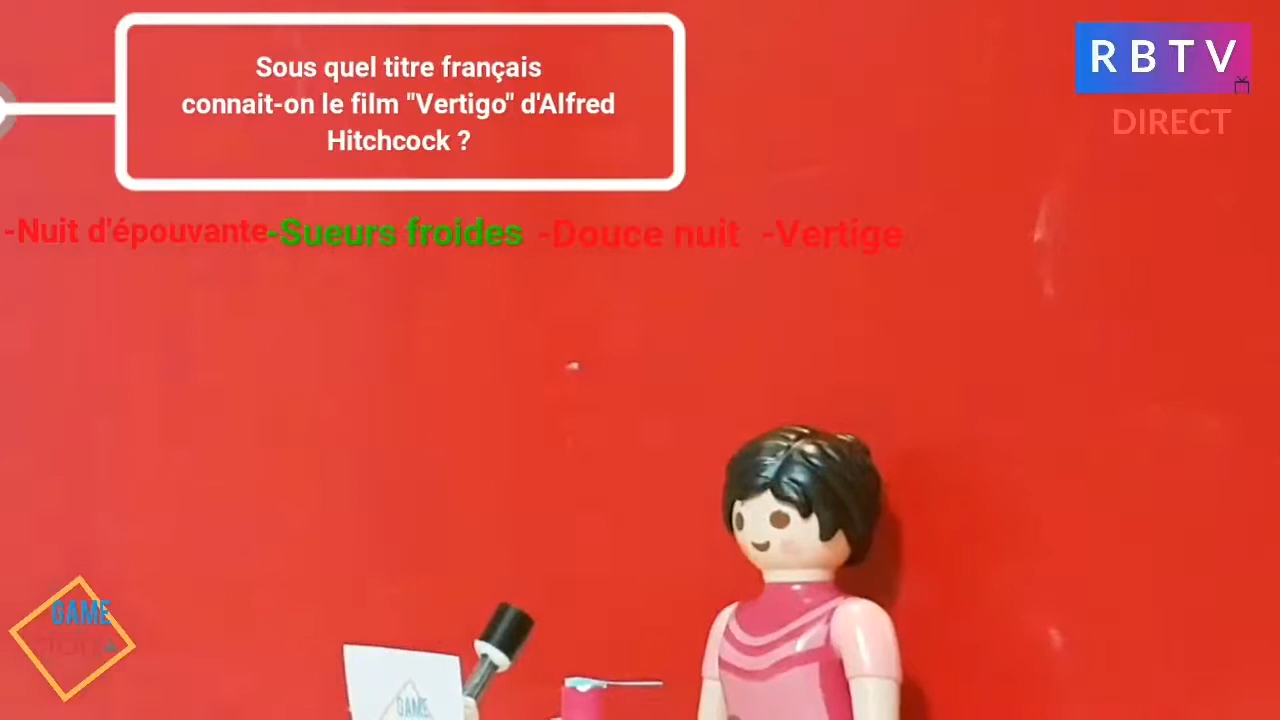 Sous quel titre français
connait-on le film "Vertigo" d'Alfred
Hitchcock ?
RBTV
DIRECT
-Nuit d'épouvante -Sueurs froides -Douce nuit -Vertige
GAME
GAME